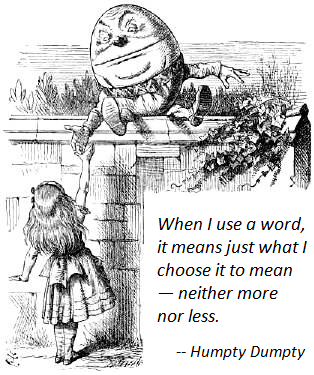 When I use a word,
it means just what I
choose it to mean
— neither more
nor less.
-- Humpty Dumpty